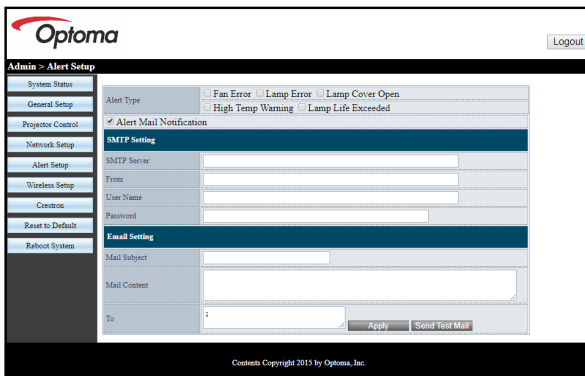 Optoma
Logout
Admin > Alert Setup
System Status
General Setup
Projector Control
Network Setup
Alert Setup
Wireless Setup
Crestron
Reset to Default
Reboot System
Alert Type
Fan Error Lamp Error Lamp Cover Open
High Temp Warning Lamp Life Exceeded
Alert Mail Notification
SMTP Setting
SMTP Server
From
User Name
Password
Email Setting
Mail Subject
Mail Content
To
;
Apply Send Test Mail
Contents Copyright 2015 by Optoma, Inc.